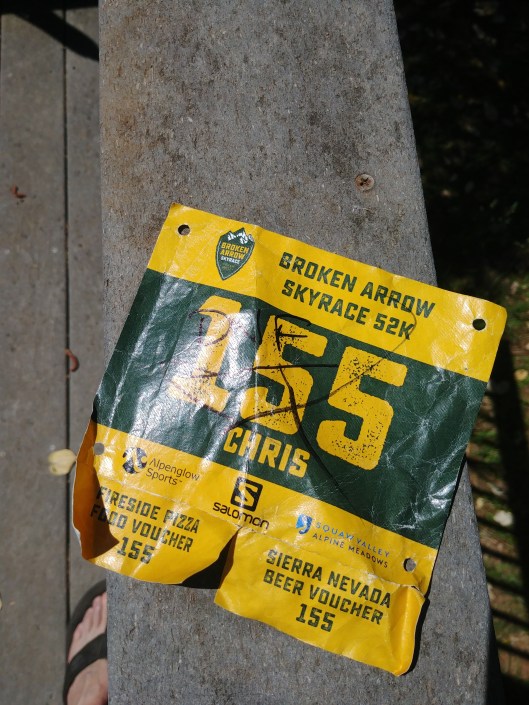 BROKEN
ARROW
SKYRACE
BROKEN ARROW
SKYRACE 52K
155
CHRIS
Alpenglow
Sports
SALOMON
SQUAW VALLEY
ALPINE MEADOWS
FIRESIDE PIZZA
FOOD VOUCHER
155
SIERRA NEVADA
BEER VOUCHER
155